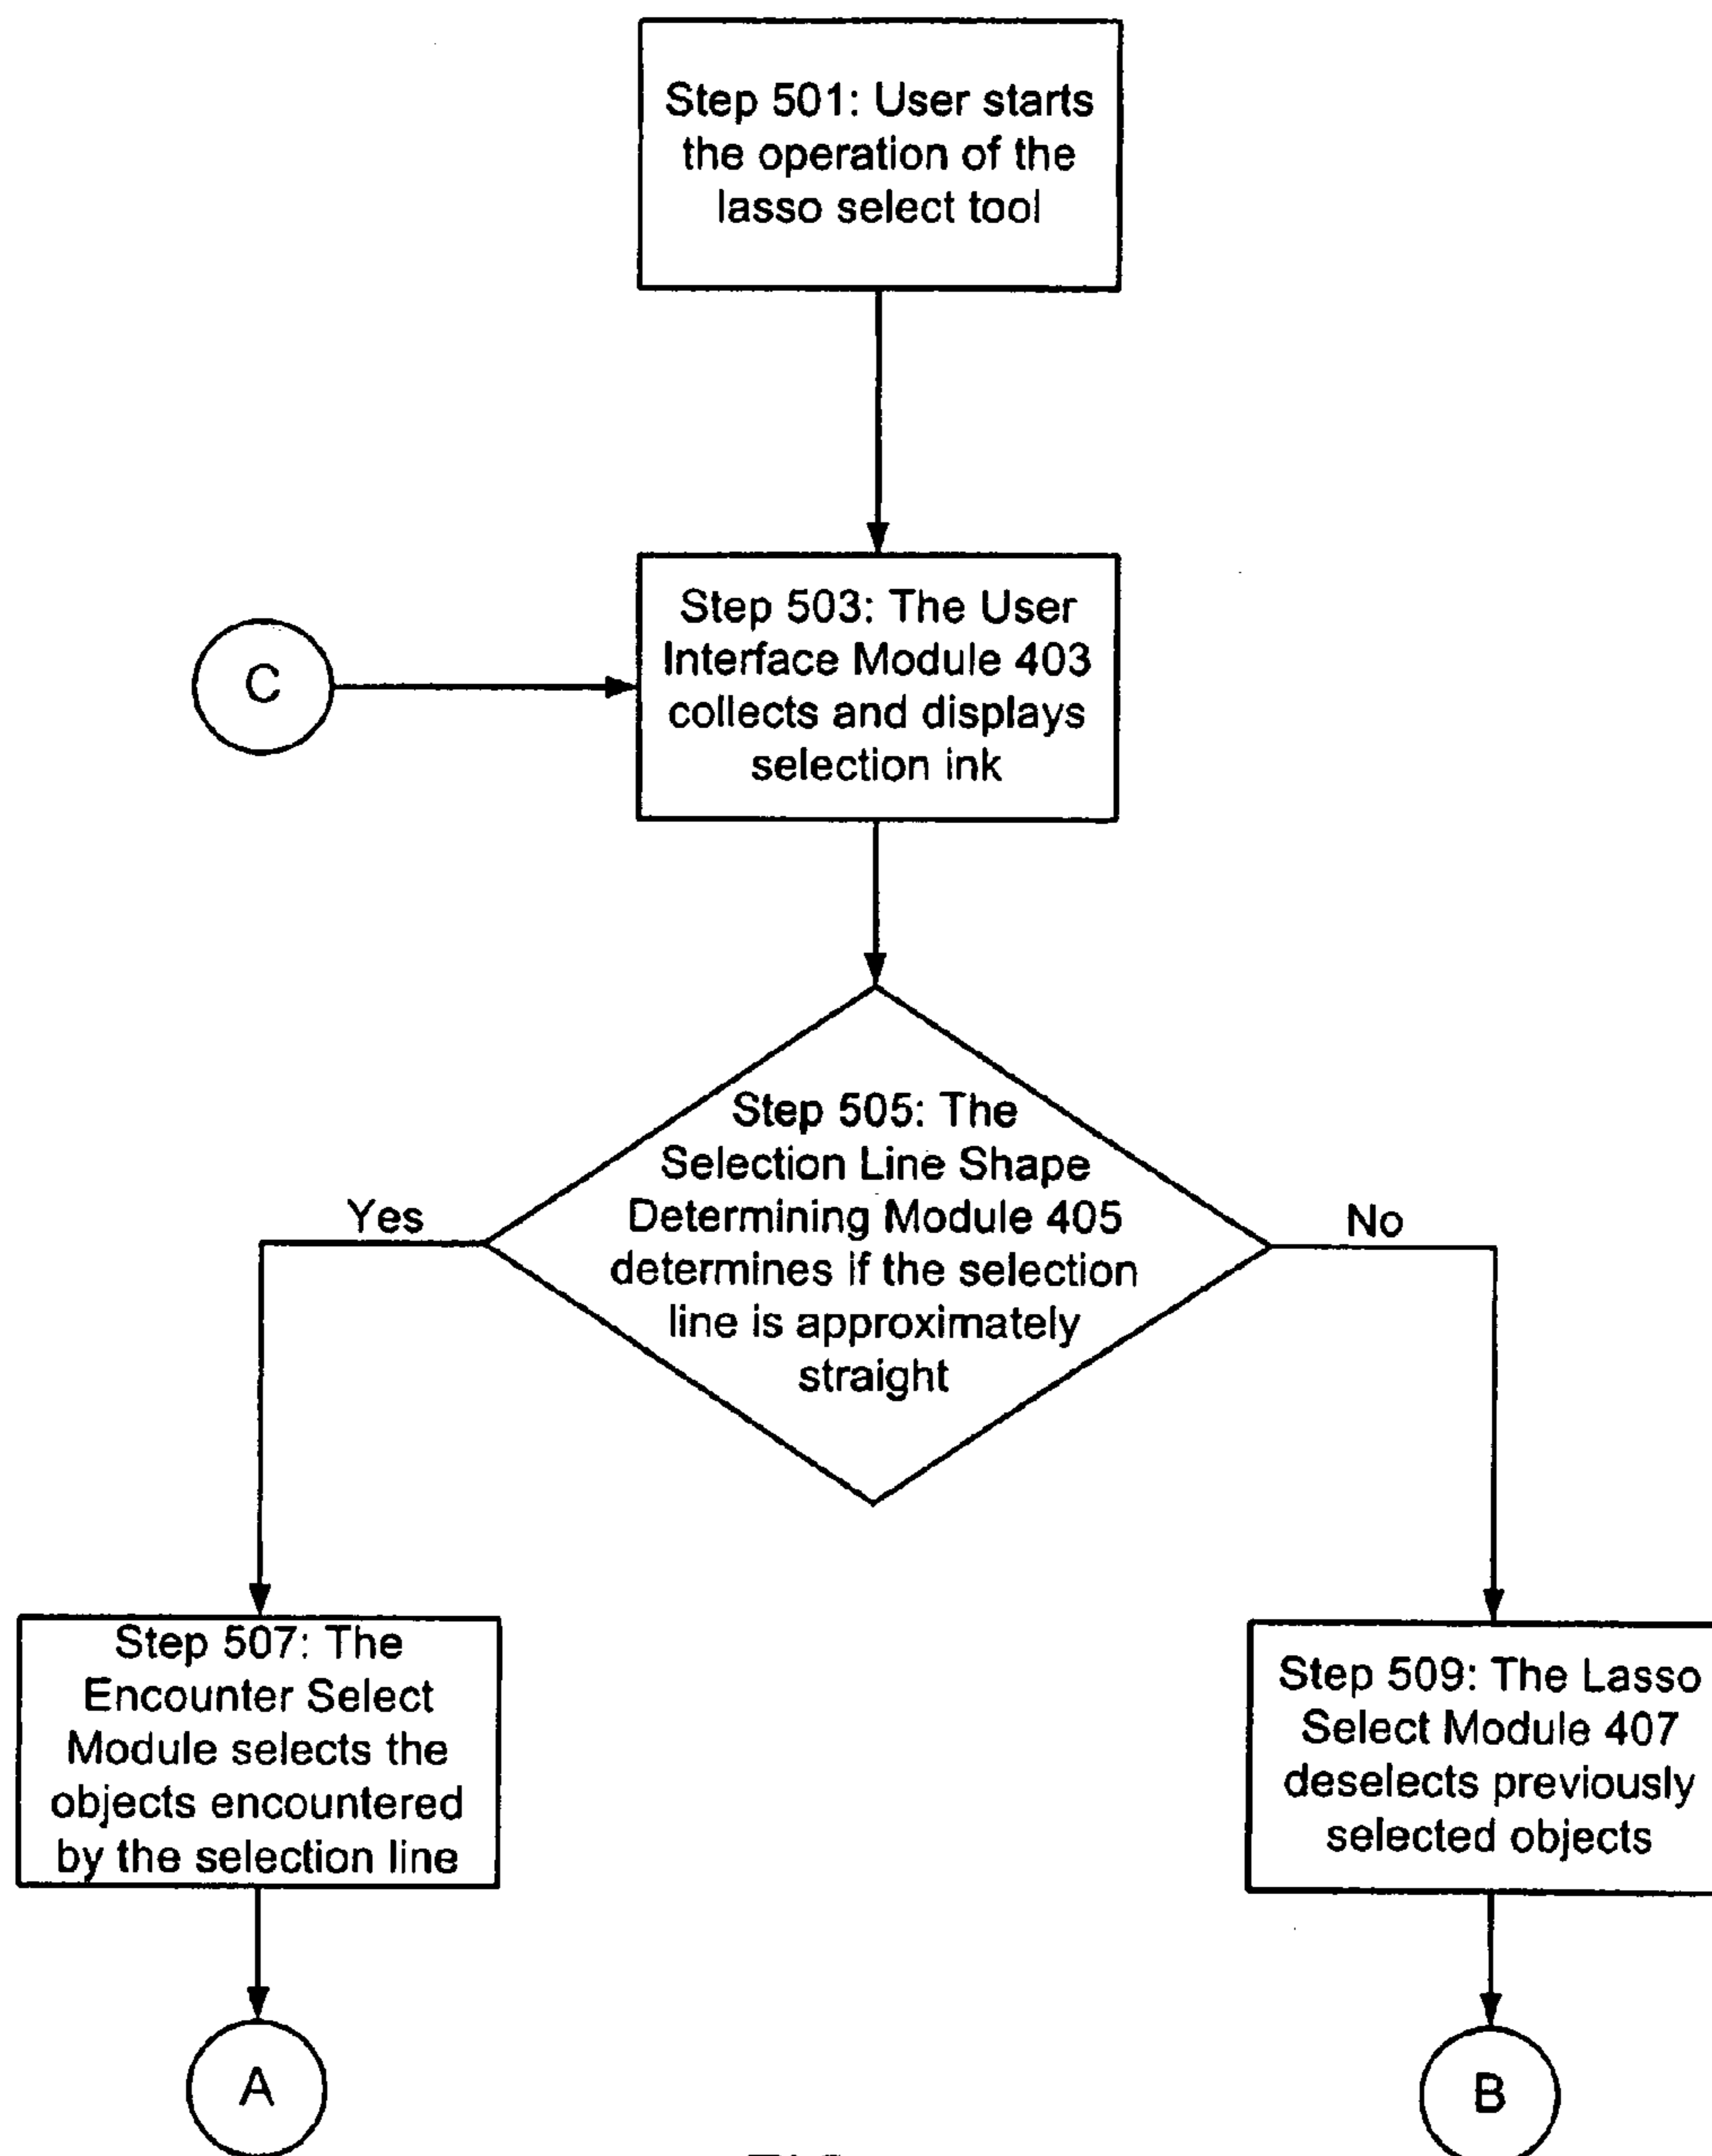 Step 501: User starts
the operation of the
lasso select tool
Step 503: The User
Interface Module 403
collects and displays
selection ink
C
Step 505: The
Selection Line Shape
Determining Module 405
determines if the selection
line is approximately
straight
Yes
No
Step 507: The
Encounter Select
Module selects the
objects encountered
by the selection line
Step 509: The Lasso
Select Module 407
deselects previously
selected objects
A
B